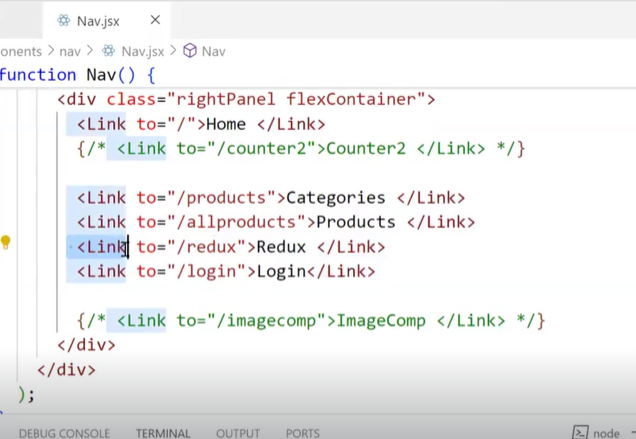 Nav.jsx
onents > nav > Nav.jsx > Nav
function Nav() {
<div class="rightPanel flexContainer">
<Link to="/">Home </Link>
{/* <Link to="/counter2">Counter2 </Link> */}
<Link to="/products">Categories </Link>
<Link to="/allproducts">Products </Link>
<Link to="/redux">Redux </Link>
<Link to="/login">Login</Link>
{/* <Link to="/imagecomp">ImageComp </Link> */}
</div>
</div>
);
DEBUG CONSOLE TERMINAL OUTPUT PORTS node